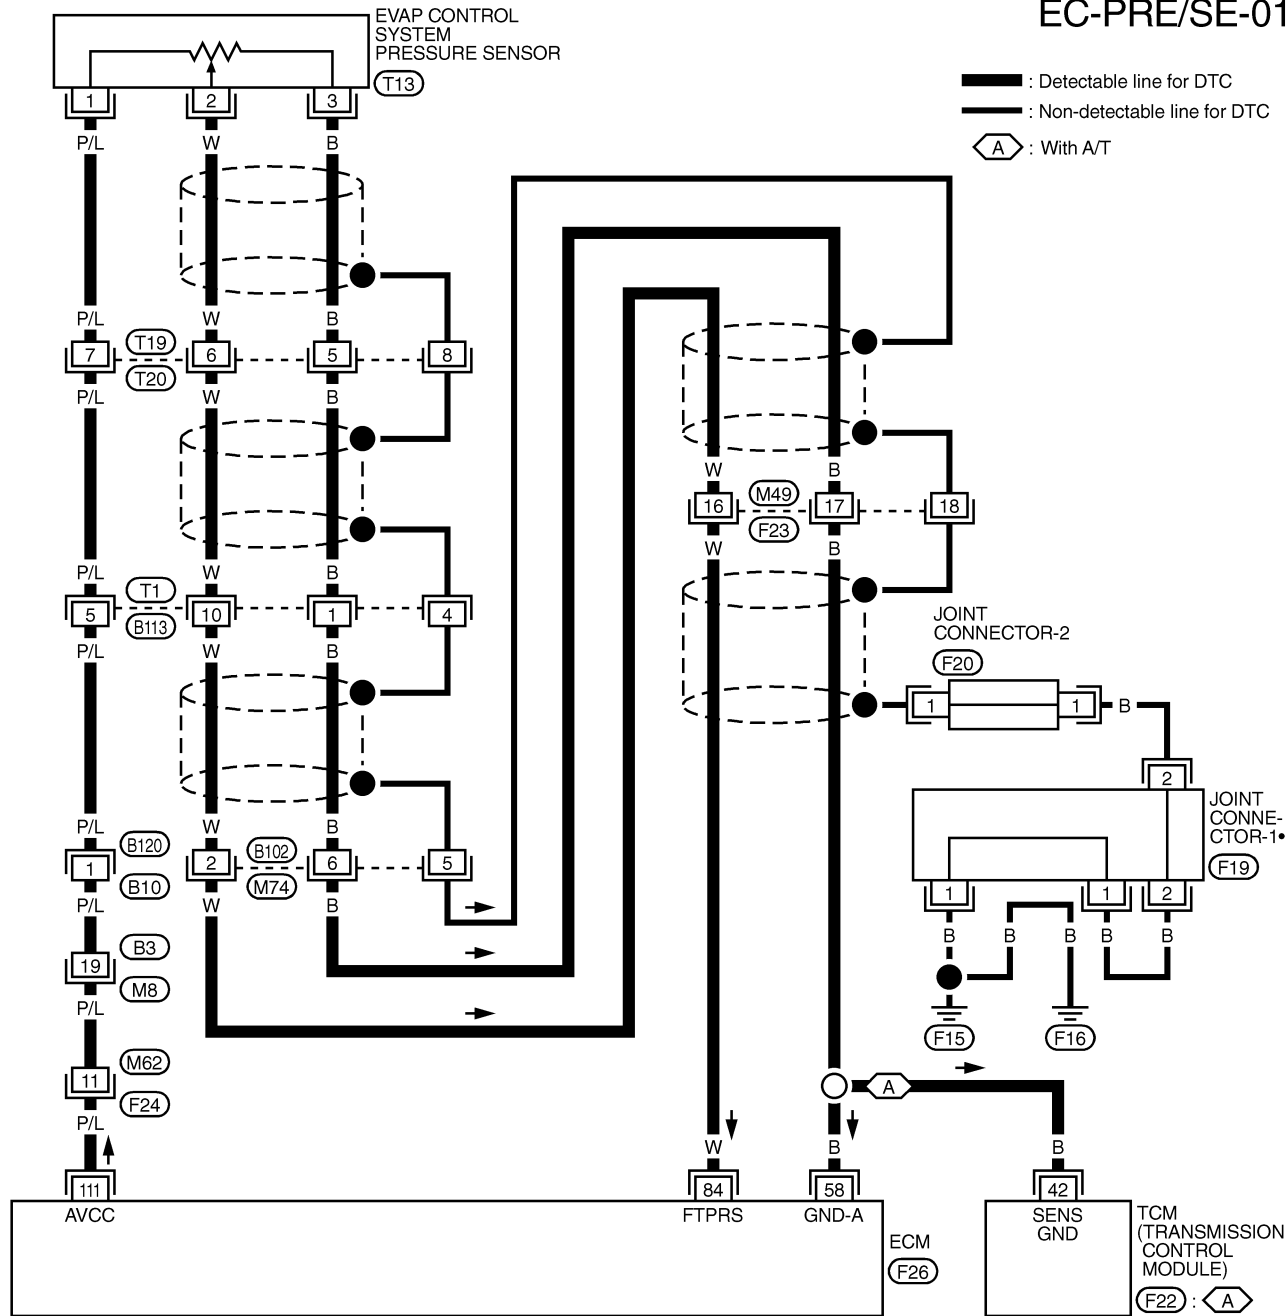 EC-PRE/SE-01
EVAP CONTROL
SYSTEM
PRESSURE SENSOR
T13
: Detectable line for DTC
: Non-detectable line for DTC
A : With A/T
1 2 3
P/L W B
P/L W B
T19
7 6 5 8
T20
P/L W B
W B
M49
16 17 18
F23
W B
P/L W B
T1
5 10 1 4
B113
P/L W B
JOINT
CONNECTOR-2
F20
1 1 B
2
JOINT
CONNE-
CTOR-1•
F19
P/L W B
B120 B102
1 2 6 5
B10 M74
P/L W B
1 1 2
B B B B B
B3
19
M8
P/L
F15 F16
M62
11
F24
P/L
A
W B B
111 84 58 42
AVCC FTPRS GND-A
SENS
GND
ECM
F26
TCM
(TRANSMISSION
CONTROL
MODULE)
F22 : A